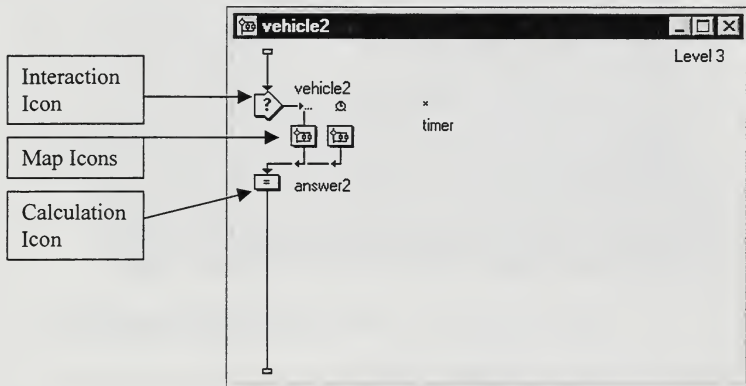 vehicle2
Level 3
Interaction
Icon
vehicle2
?
...
*
timer
Map Icons
Calculation
Icon
=
answer2